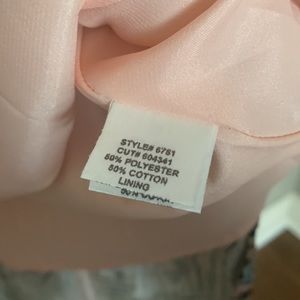 STYLE# 6781
CUT# 604341
50% POLYESTER
50% COTTON
LINING